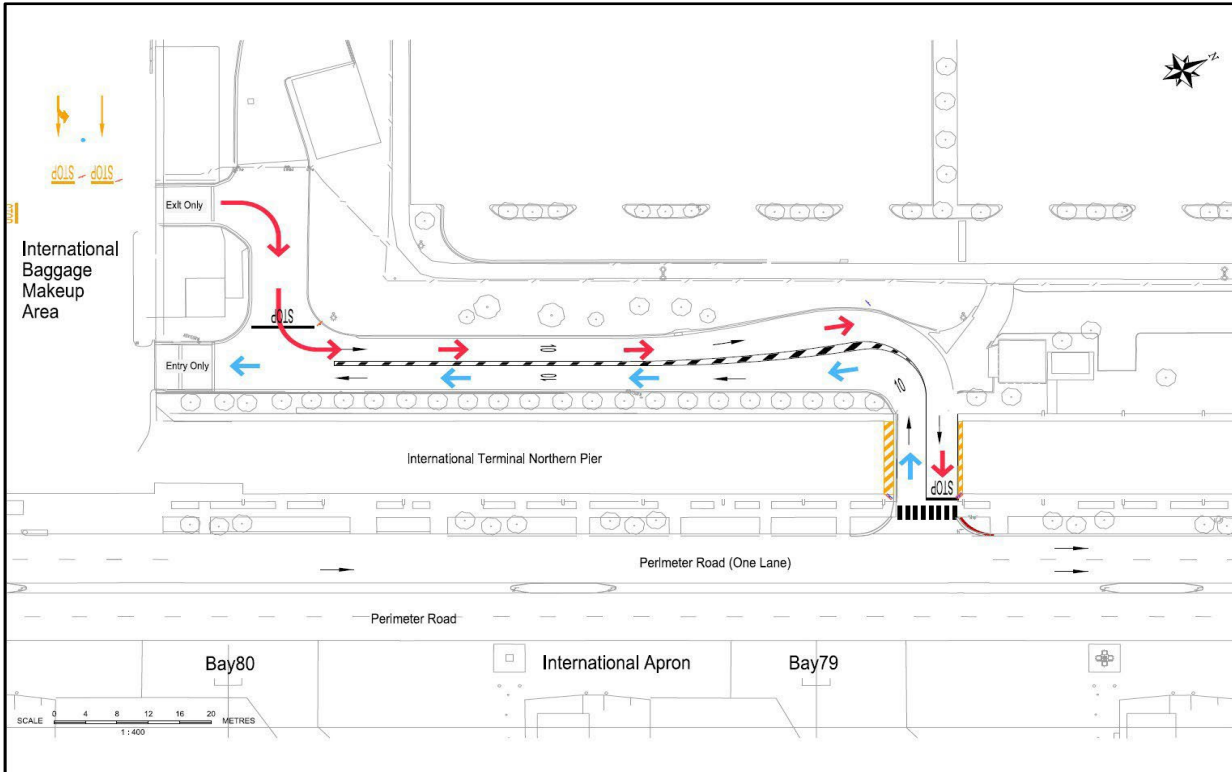 N
STOP STOP
STOP
Exit Only
International
Baggage
Makeup
Area
STOP
10
Entry Only
10
10
International Terminal Northern Pier
STOP
Perimeter Road (One Lane)
Perimeter Road
Bay80
International Apron
Bay79
SCALE 0 4 8 12 16 20 METRES
1 : 400